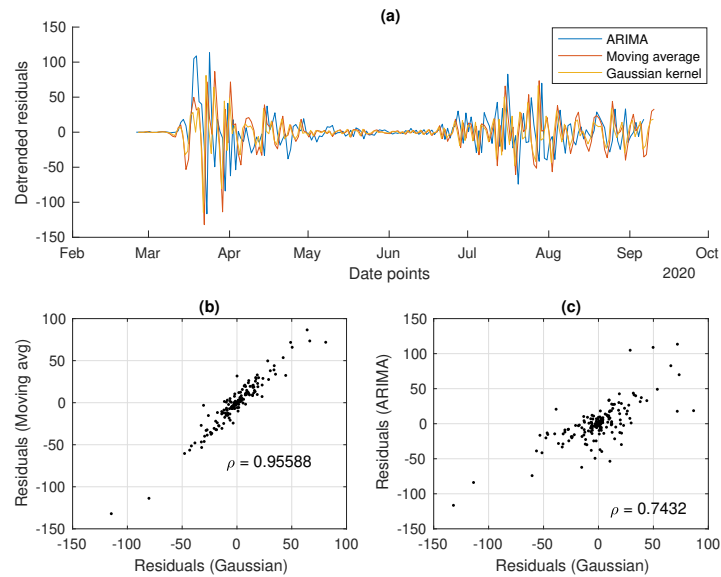 (a)
150
100
50
0
-50
-100
-150
Detrended residuals
ARIMA
Moving average
Gaussian kernel
Feb
Mar
Apr
May
Jun
Jul
Aug
Sep
Oct
Date points
2020
(b)
100
50
0
-50
-100
-150
Residuals (Moving avg)
ρ = 0.95588
-150
-100
-50
0
50
100
Residuals (Gaussian)
(c)
150
100
50
0
-50
-100
-150
Residuals (ARIMA)
ρ = 0.7432
-150
-100
-50
0
50
100
Residuals (Gaussian)